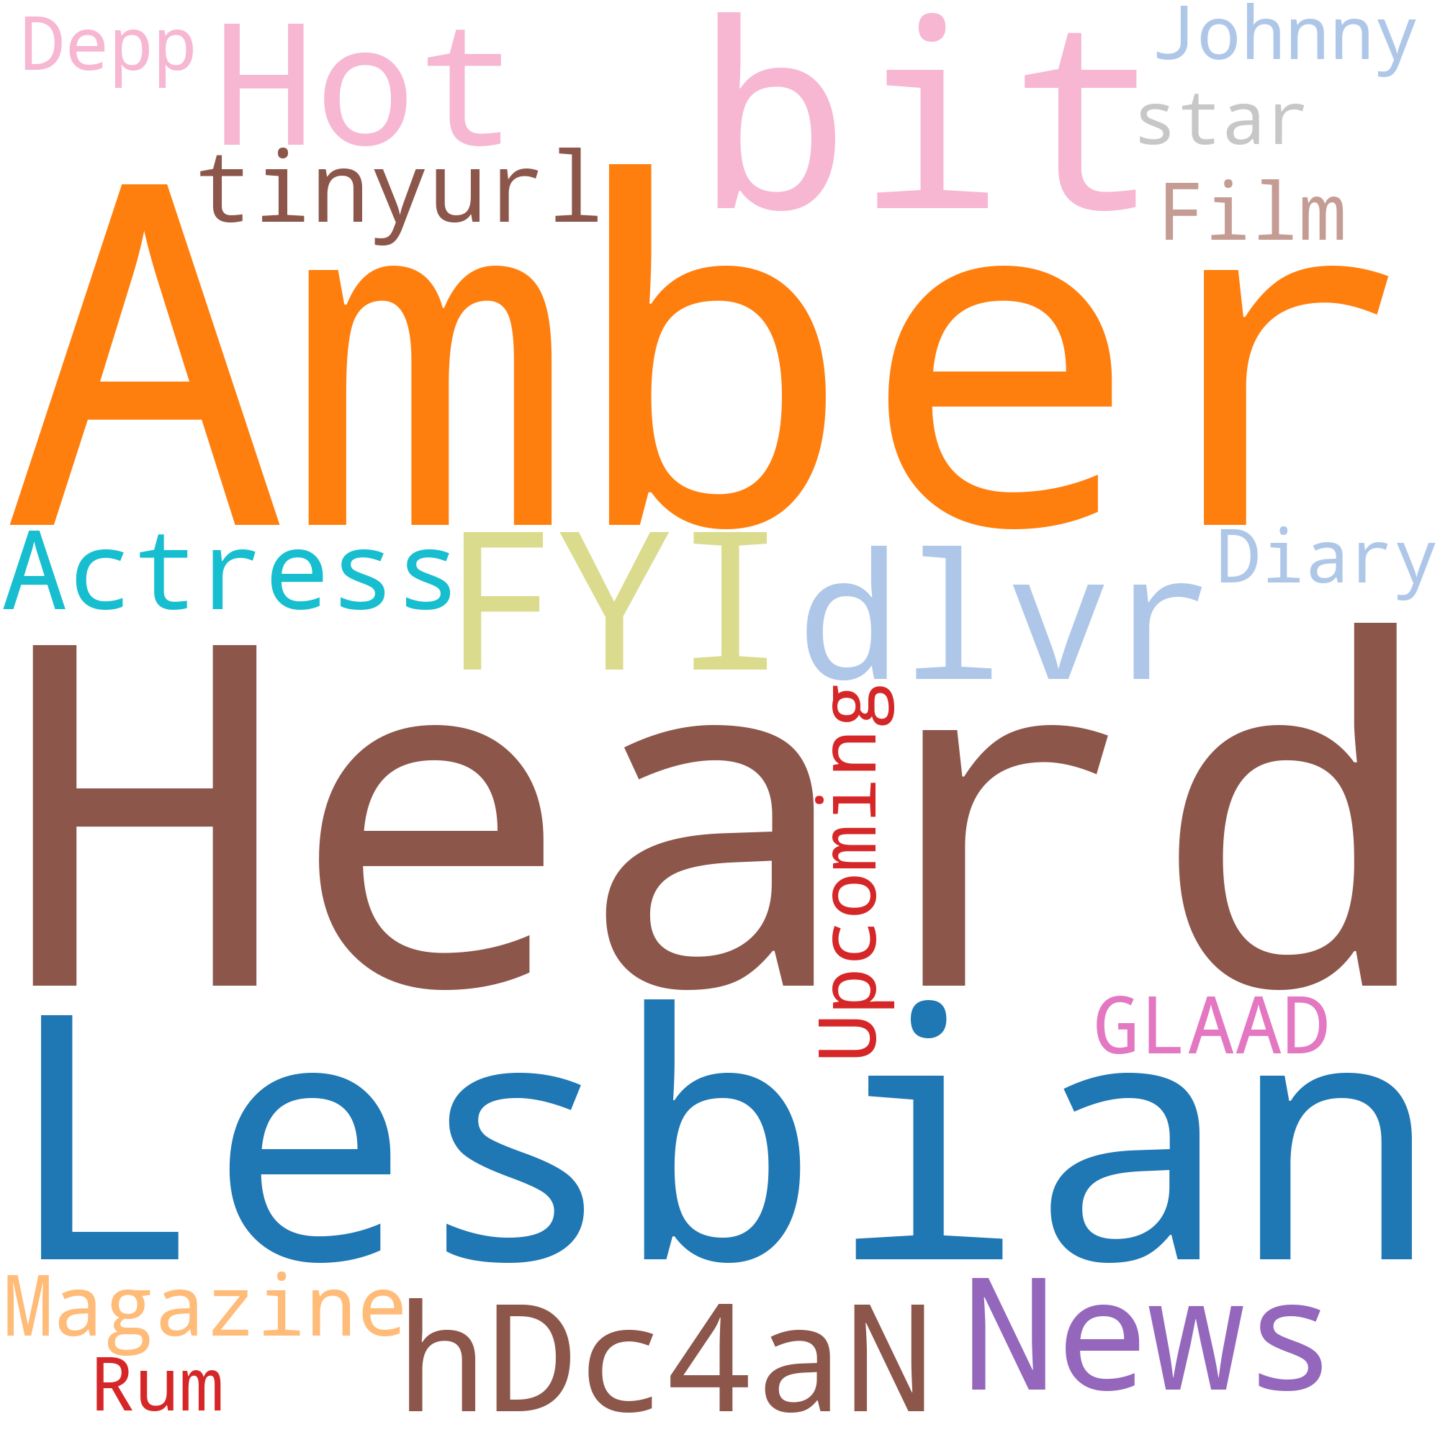 Depp
Hot
bit
Johnny
star
tinyurl
Film
Amber
Actress
FYI
dlvr
Diary
Heard
Upcoming
GLAAD
Lesbian
Magazine
hDc4aN
News
Rum